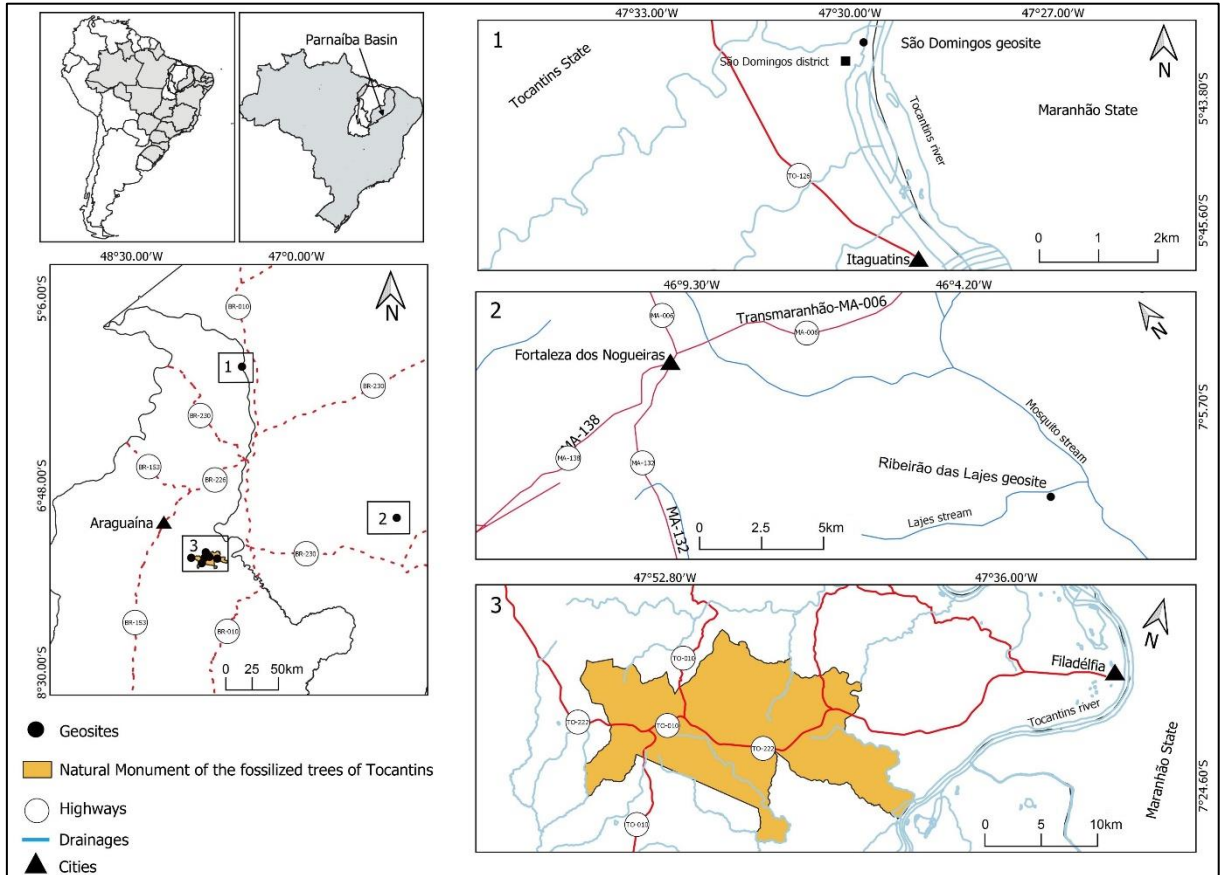 Parnaíba Basin
48°30.00'W
47°0.00'W
5°6.00'S
6°48.00'S
8°30.00'S
N
BR-010
1
BR-230
BR-230
BR-153
BR-226
2
Araguaína
3
BR-230
BR-153
BR-010
0 25 50km
Geosites
Natural Monument of the fossilized trees of Tocantins
Highways
Drainages
Cities
47°33.00'W
47°30.00'W
47°27.00'W
1
Tocantins State
São Domingos geosite
São Domingos district
N
Tocantins river
Maranhão State
5°43.80'S
TO-126
5°45.60'S
0 1 2km
Itaguatins
46°9.30'W
46°4.20'W
2
MA-006
Transmaranhão-MA-006
MA-006
N
Fortaleza dos Nogueiras
7°5.70'S
MA-138
MA-138
MA-132
Mosquito stream
Ribeirão das Lajes geosite
MA-132
0 2.5 5km
Lajes stream
47°52.80'W
47°36.00'W
3
N
TO-010
Filadélfia
TO-222
TO-010
TO-222
Tocantins river
Maranhão State
7°24.60'S
TO-010
0 5 10km